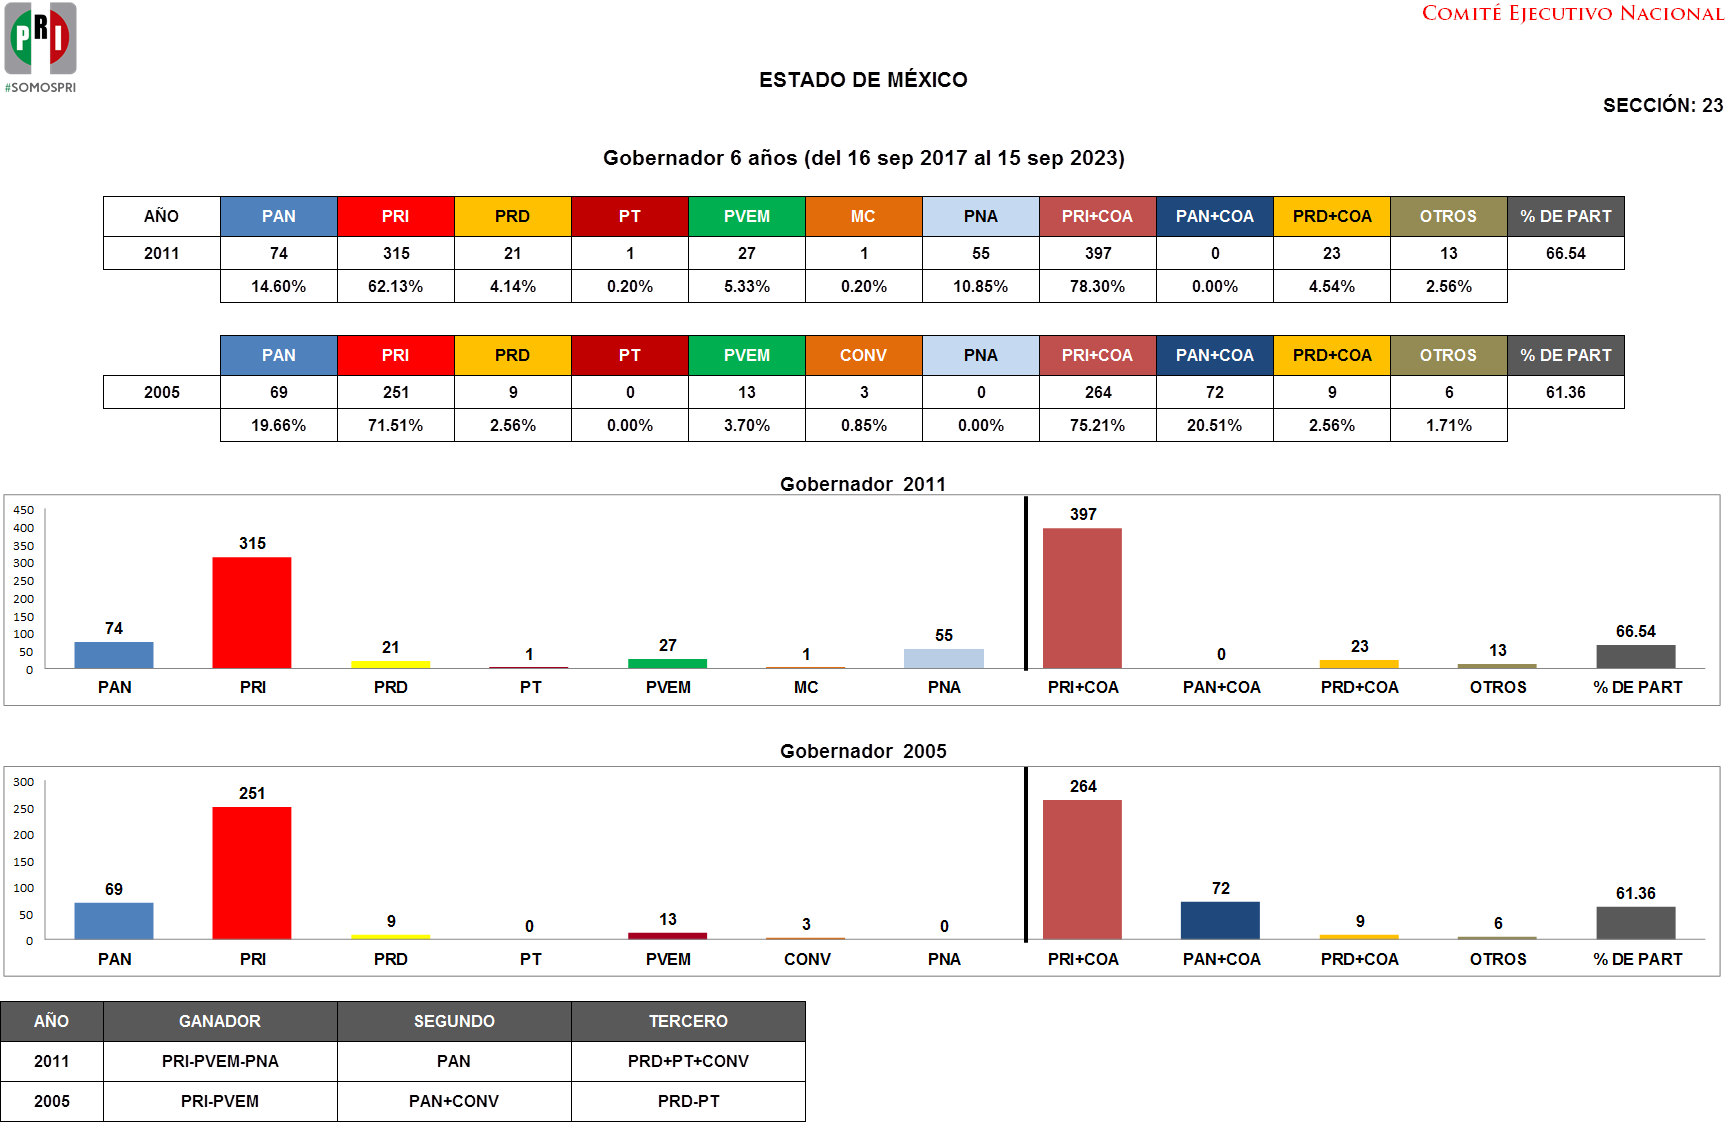 PRI
#SOMOSPRI
COMITÉ EJECUTIVO NACIONAL
ESTADO DE MÉXICO
SECCIÓN: 23
Gobernador 6 años (del 16 sep 2017 al 15 sep 2023)
AÑO PAN PRI PRD PT PVEM MC PNA PRI+COA PAN+COA PRD+COA OTROS % DE PART
2011 74 315 21 1 27 1 55 397 0 23 13 66.54
14.60% 62.13% 4.14% 0.20% 5.33% 0.20% 10.85% 78.30% 0.00% 4.54% 2.56%
PAN PRI PRD PT PVEM CONV PNA PRI+COA PAN+COA PRD+COA OTROS % DE PART
2005 69 251 9 0 13 3 0 264 72 9 6 61.36
19.66% 71.51% 2.56% 0.00% 3.70% 0.85% 0.00% 75.21% 20.51% 2.56% 1.71%
Gobernador 2011
450
400
350
300
250
200
150
100
50
0
74 315 21 1 27 1 55 397 0 23 13 66.54
PAN PRI PRD PT PVEM MC PNA PRI+COA PAN+COA PRD+COA OTROS % DE PART
Gobernador 2005
300
250
200
150
100
50
0
69 251 9 0 13 3 0 264 72 9 6 61.36
PAN PRI PRD PT PVEM CONV PNA PRI+COA PAN+COA PRD+COA OTROS % DE PART
AÑO GANADOR SEGUNDO TERCERO
2011 PRI-PVEM-PNA PAN PRD+PT+CONV
2005 PRI-PVEM PAN+CONV PRD-PT